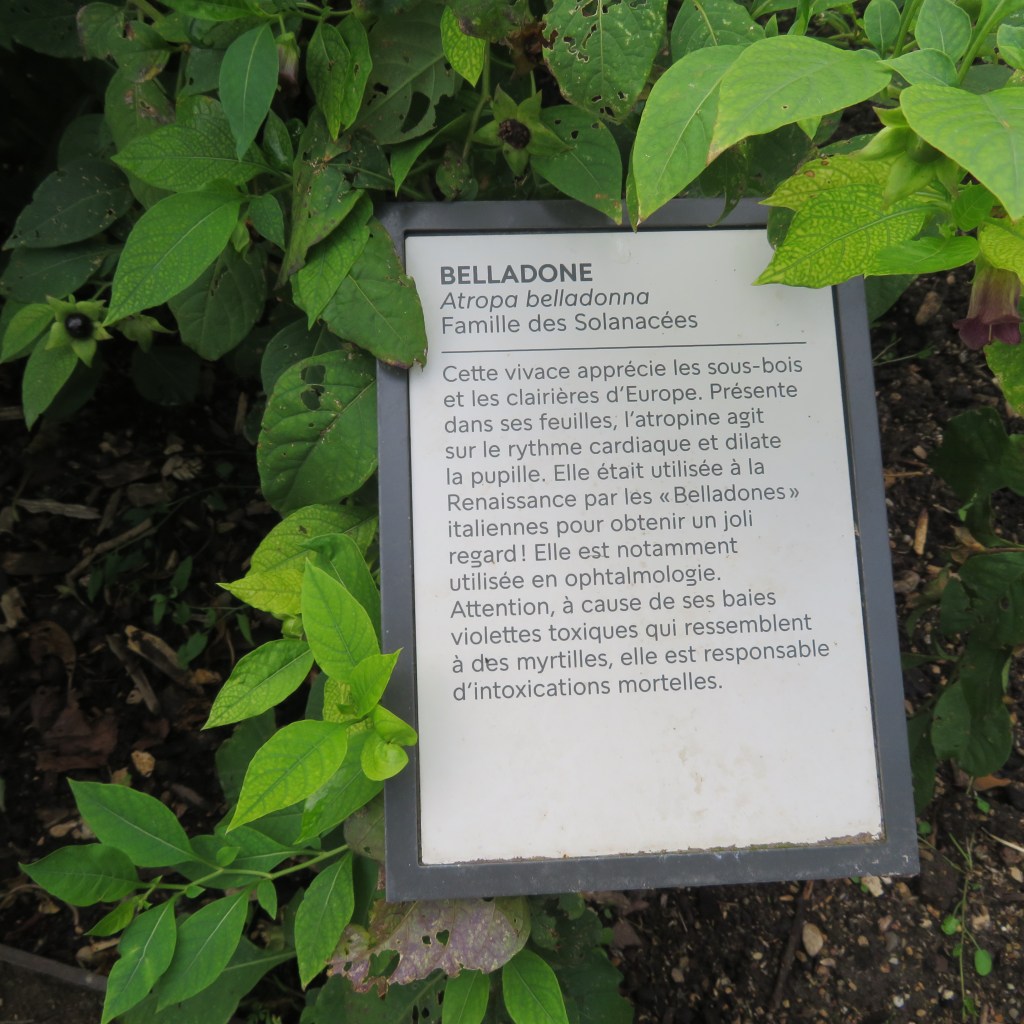 BELLADONE
Atropa belladonna
Famille des Solanacées
Cette vivace apprécie les sous-bois
et les clairières d'Europe. Présente
dans ses feuilles, l'atropine agit
sur le rythme cardiaque et dilate
la pupille. Elle était utilisée à la
Renaissance par les «Belladones»
italiennes pour obtenir un joli
regard! Elle est notamment
utilisée en ophtalmologie.
Attention, à cause de ses baies
violettes toxiques qui ressemblent
à des myrtilles, elle est responsable
d'intoxications mortelles.